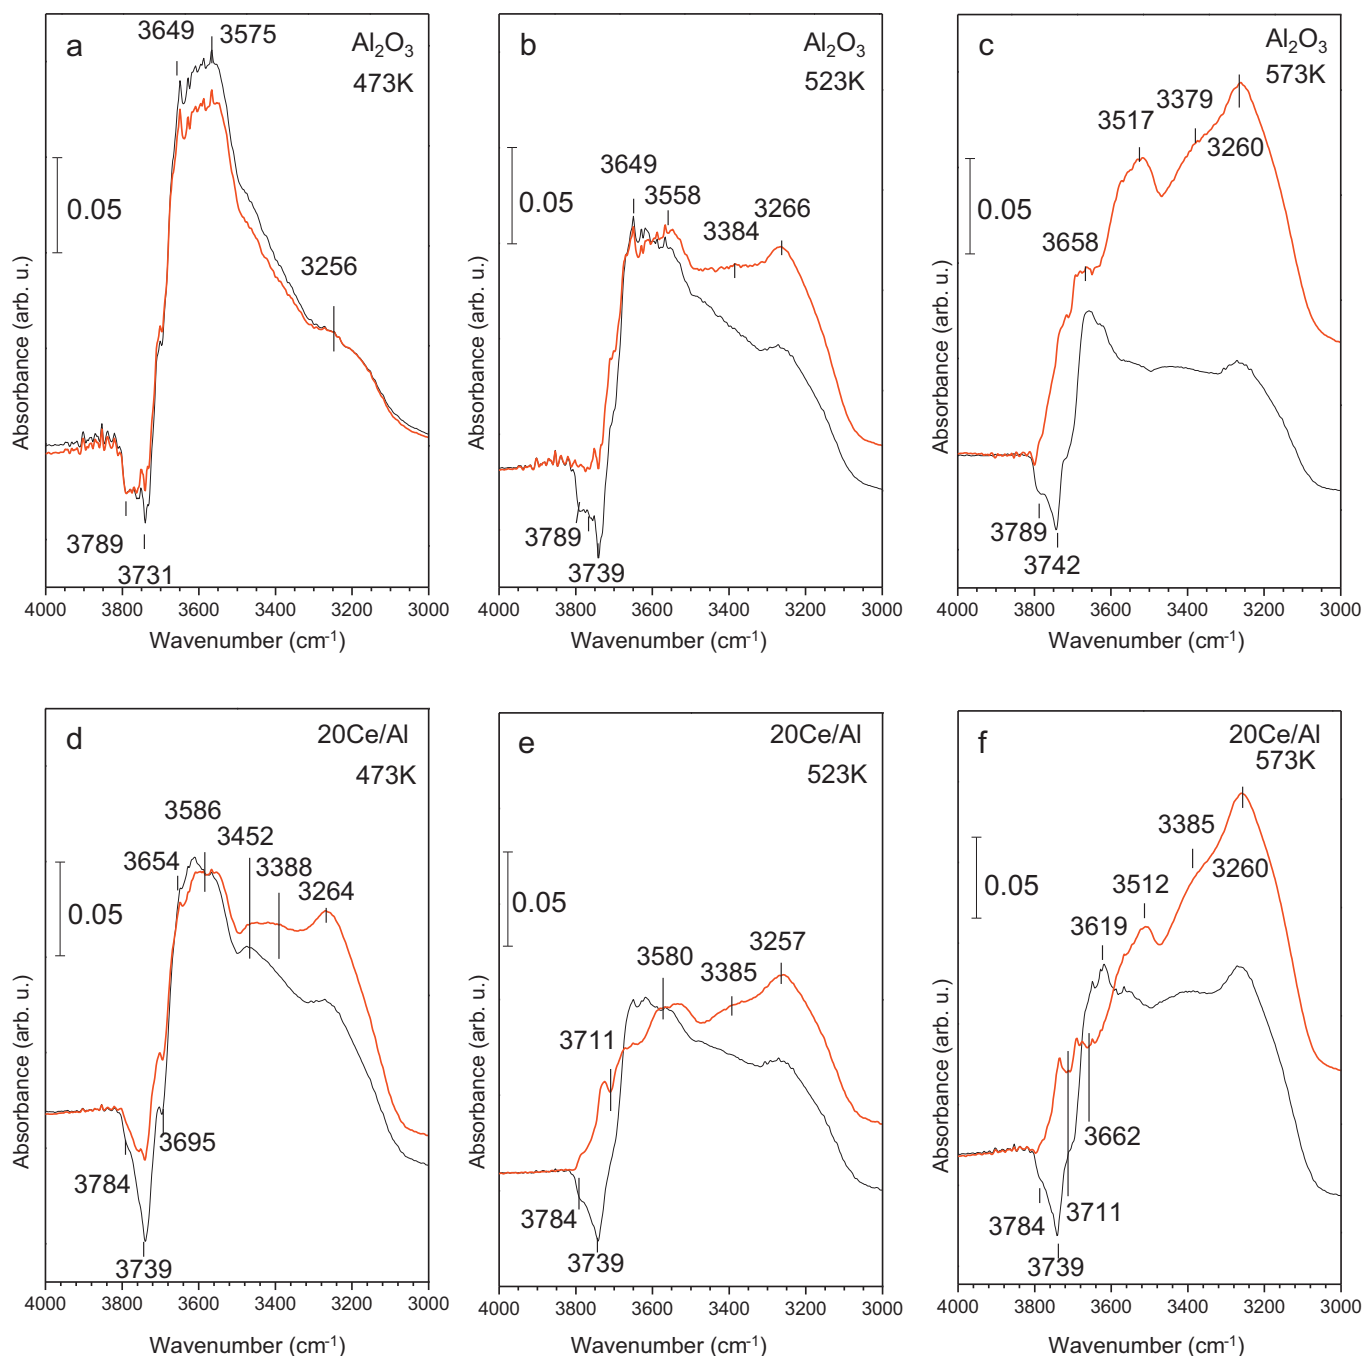 a
3649
3575
Al₂O₃
473K
0.05
3256
3789
3731
Absorbance (arb. u.)
4000 3800 3600 3400 3200 3000
Wavenumber (cm⁻¹)
b
Al₂O₃
523K
3649
3558
3266
3384
0.05
3789
3739
Absorbance (arb. u.)
4000 3800 3600 3400 3200 3000
Wavenumber (cm⁻¹)
c
Al₂O₃
573K
3379
3517
3260
0.05
3658
3789
3742
Absorbance (arb. u.)
4000 3800 3600 3400 3200 3000
Wavenumber (cm⁻¹)
d
20Ce/Al
473K
3586
3452
3654
3388
3264
0.05
3695
3784
3739
Absorbance (arb. u.)
4000 3800 3600 3400 3200 3000
Wavenumber (cm⁻¹)
e
20Ce/Al
523K
0.05
3580
3257
3385
3711
3784
3739
Absorbance (arb. u.)
4000 3800 3600 3400 3200 3000
Wavenumber (cm⁻¹)
f
20Ce/Al
573K
3385
3512
3260
0.05
3619
3662
3711
3784
3739
Absorbance (arb. u.)
4000 3800 3600 3400 3200 3000
Wavenumber (cm⁻¹)